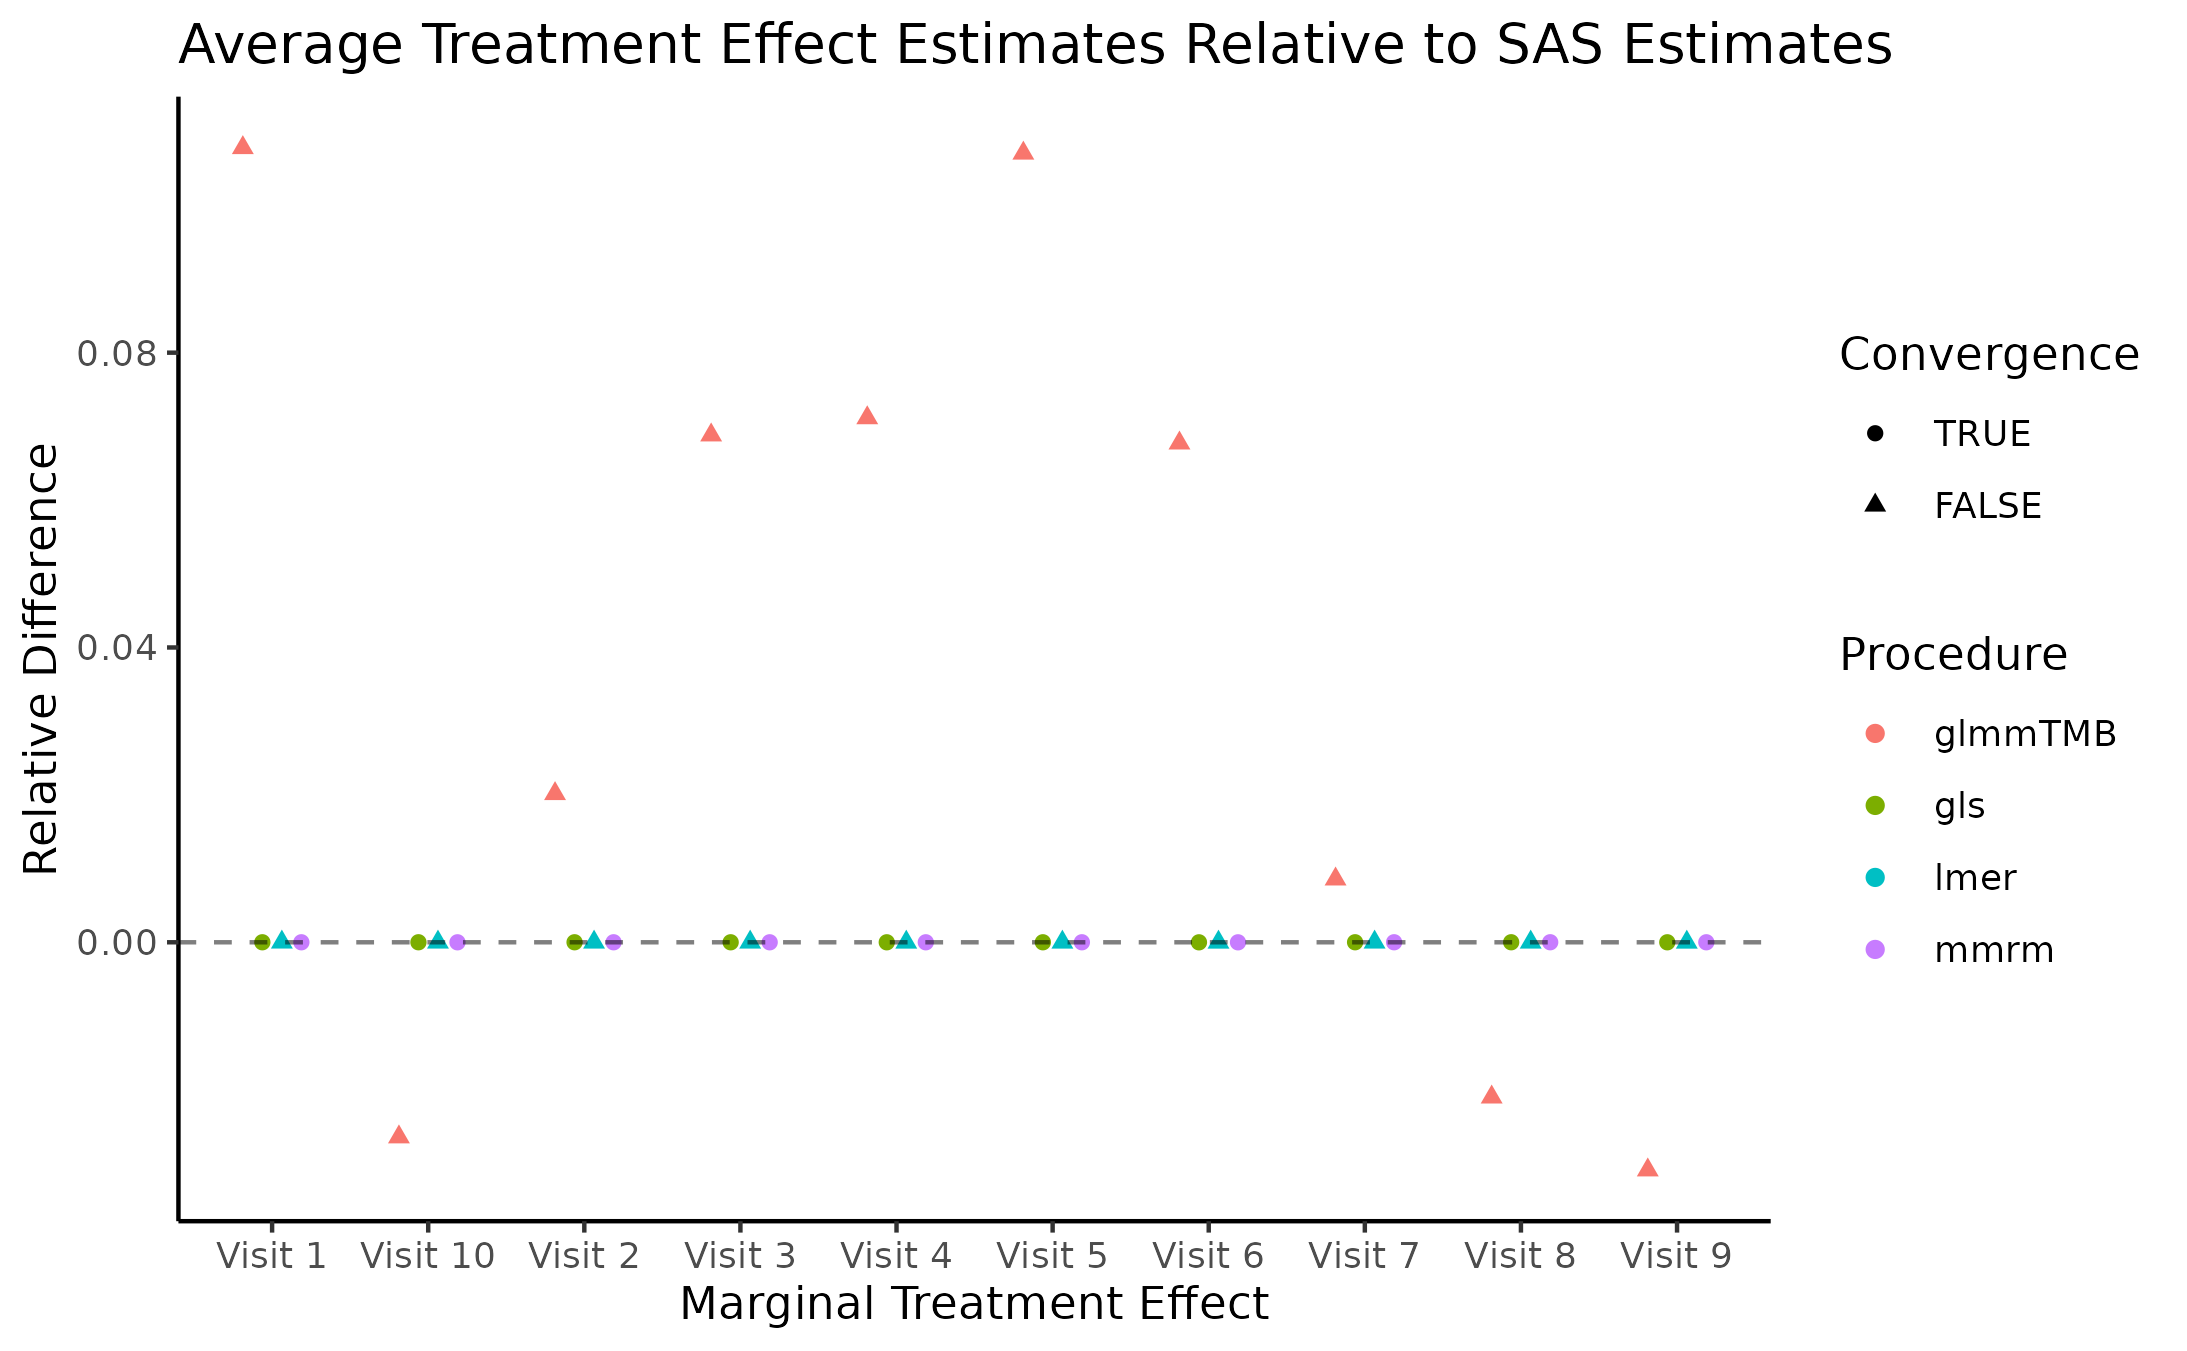 Average Treatment Effect Estimates Relative to SAS Estimates
Relative Difference
0.08
0.04
0.00
Visit 1 Visit 10 Visit 2 Visit 3 Visit 4 Visit 5 Visit 6 Visit 7 Visit 8 Visit 9
Marginal Treatment Effect
Convergence
TRUE
FALSE
Procedure
glmmTMB
gls
lmer
mmrm